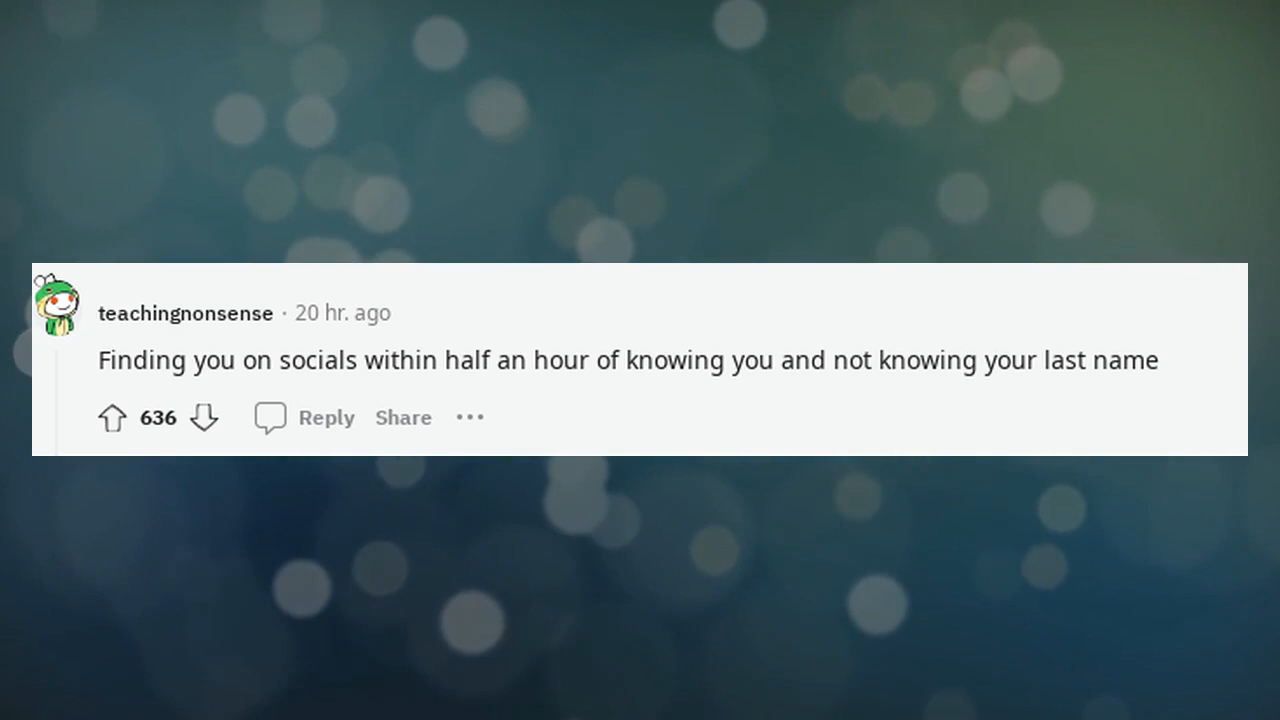 teachingnonsense · 20 hr. ago
Finding you on socials within half an hour of knowing you and not knowing your last name
636 Reply Share ···